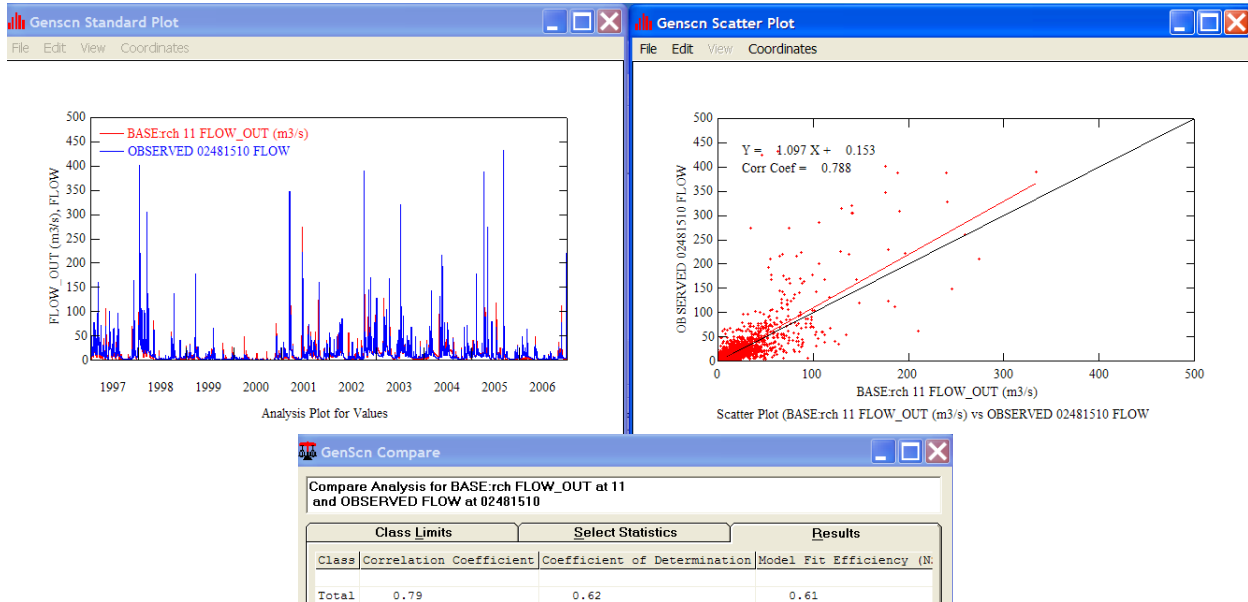 Genscn Standard Plot
File Edit View Coordinates
500
450
400
350
300
250
200
150
100
50
0
FLOW_OUT (m3/s), FLOW
BASE:rch 11 FLOW_OUT (m3/s)
OBSERVED 02481510 FLOW
1997 1998 1999 2000 2001 2002 2003 2004 2005 2006
Analysis Plot for Values
Genscn Scatter Plot
File Edit View Coordinates
500
450
400
350
300
250
200
150
100
50
0
OBSERVED 02481510 FLOW
Y = 1.097 X + 0.153
Corr Coef = 0.788
0 100 200 300 400 500
BASE:rch 11 FLOW_OUT (m3/s)
Scatter Plot (BASE:rch 11 FLOW_OUT (m3/s) vs OBSERVED 02481510 FLOW
GenScn Compare
Compare Analysis for BASE:rch FLOW_OUT at 11
and OBSERVED FLOW at 02481510
Class Limits Select Statistics Results
Class Correlation Coefficient Coefficient of Determination Model Fit Efficiency
Total 0.79 0.62 0.61